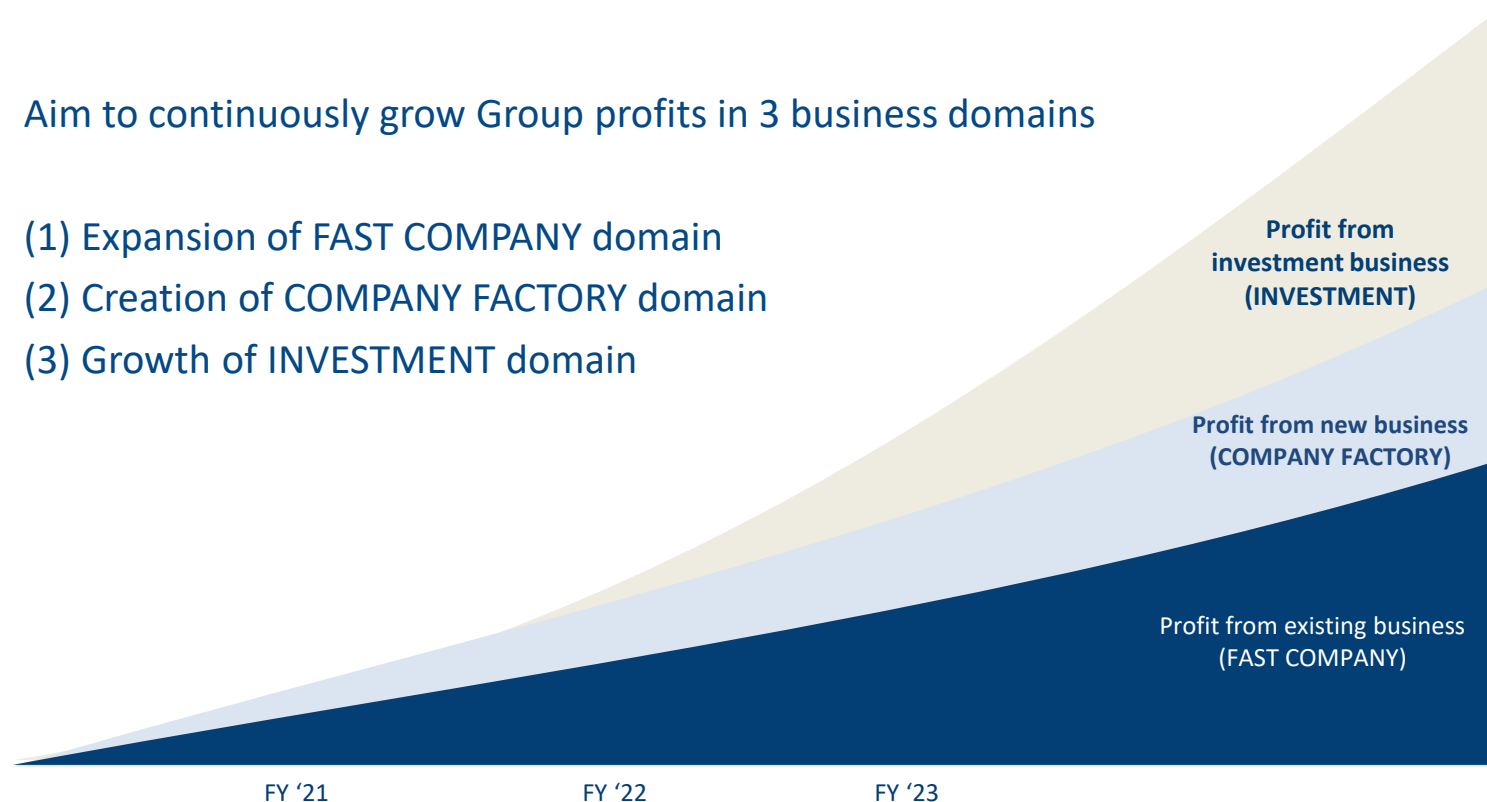 Aim to continuously grow Group profits in 3 business domains
(1) Expansion of FAST COMPANY domain
(2) Creation of COMPANY FACTORY domain
(3) Growth of INVESTMENT domain
Profit from
investment business
(INVESTMENT)
Profit from new business
(COMPANY FACTORY)
Profit from existing business
(FAST COMPANY)
FY ‘21
FY ‘22
FY ‘23